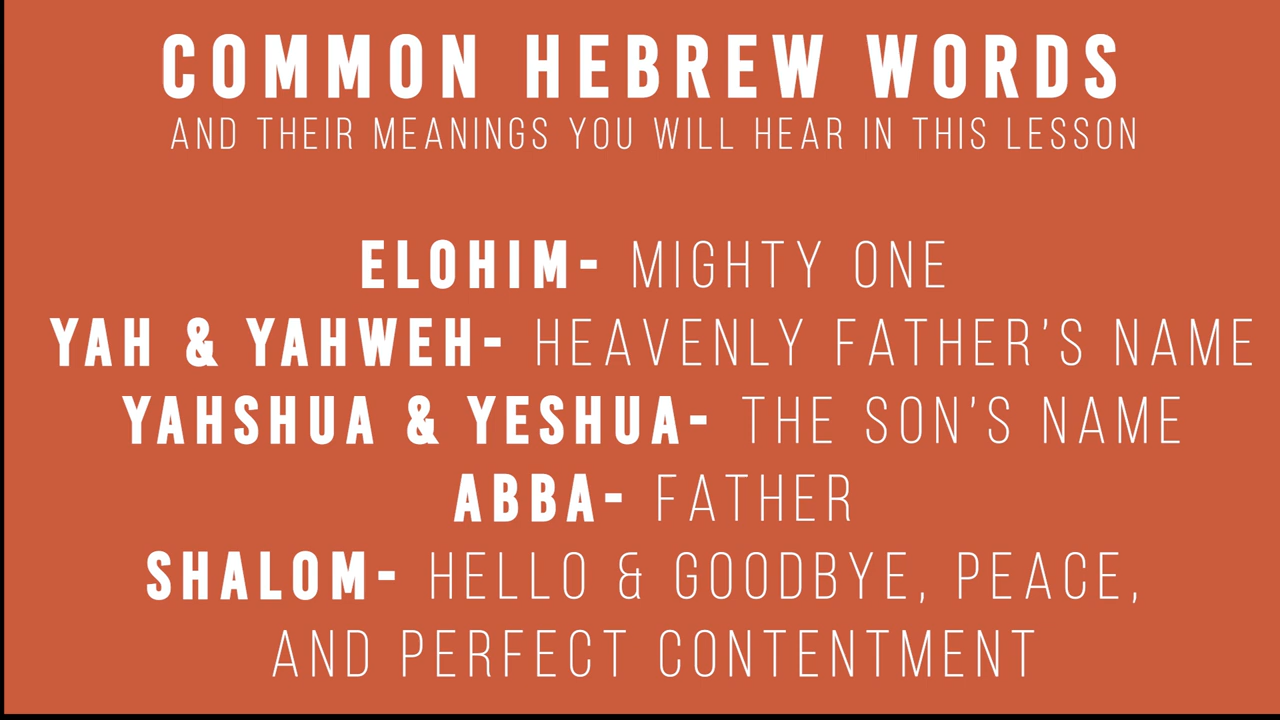 COMMON HEBREW WORDS
AND THEIR MEANINGS YOU WILL HEAR IN THIS LESSON
ELOHIM- MIGHTY ONE
YAH & YAHWEH- HEAVENLY FATHER'S NAME
YAHSHUA & YESHUA- THE SON'S NAME
ABBA- FATHER
SHALOM- HELLO & GOODBYE, PEACE,
AND PERFECT CONTENTMENT